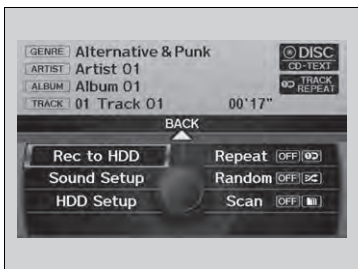 GENRE Alternative & Punk
DISC
CD-TEXT
ARTIST Artist 01
ALBUM Album 01
TRACK REPEAT
TRACK 01 Track 01 00'17"
BACK
Rec to HDD Repeat OFF
Sound Setup Random OFF
HDD Setup Scan OFF